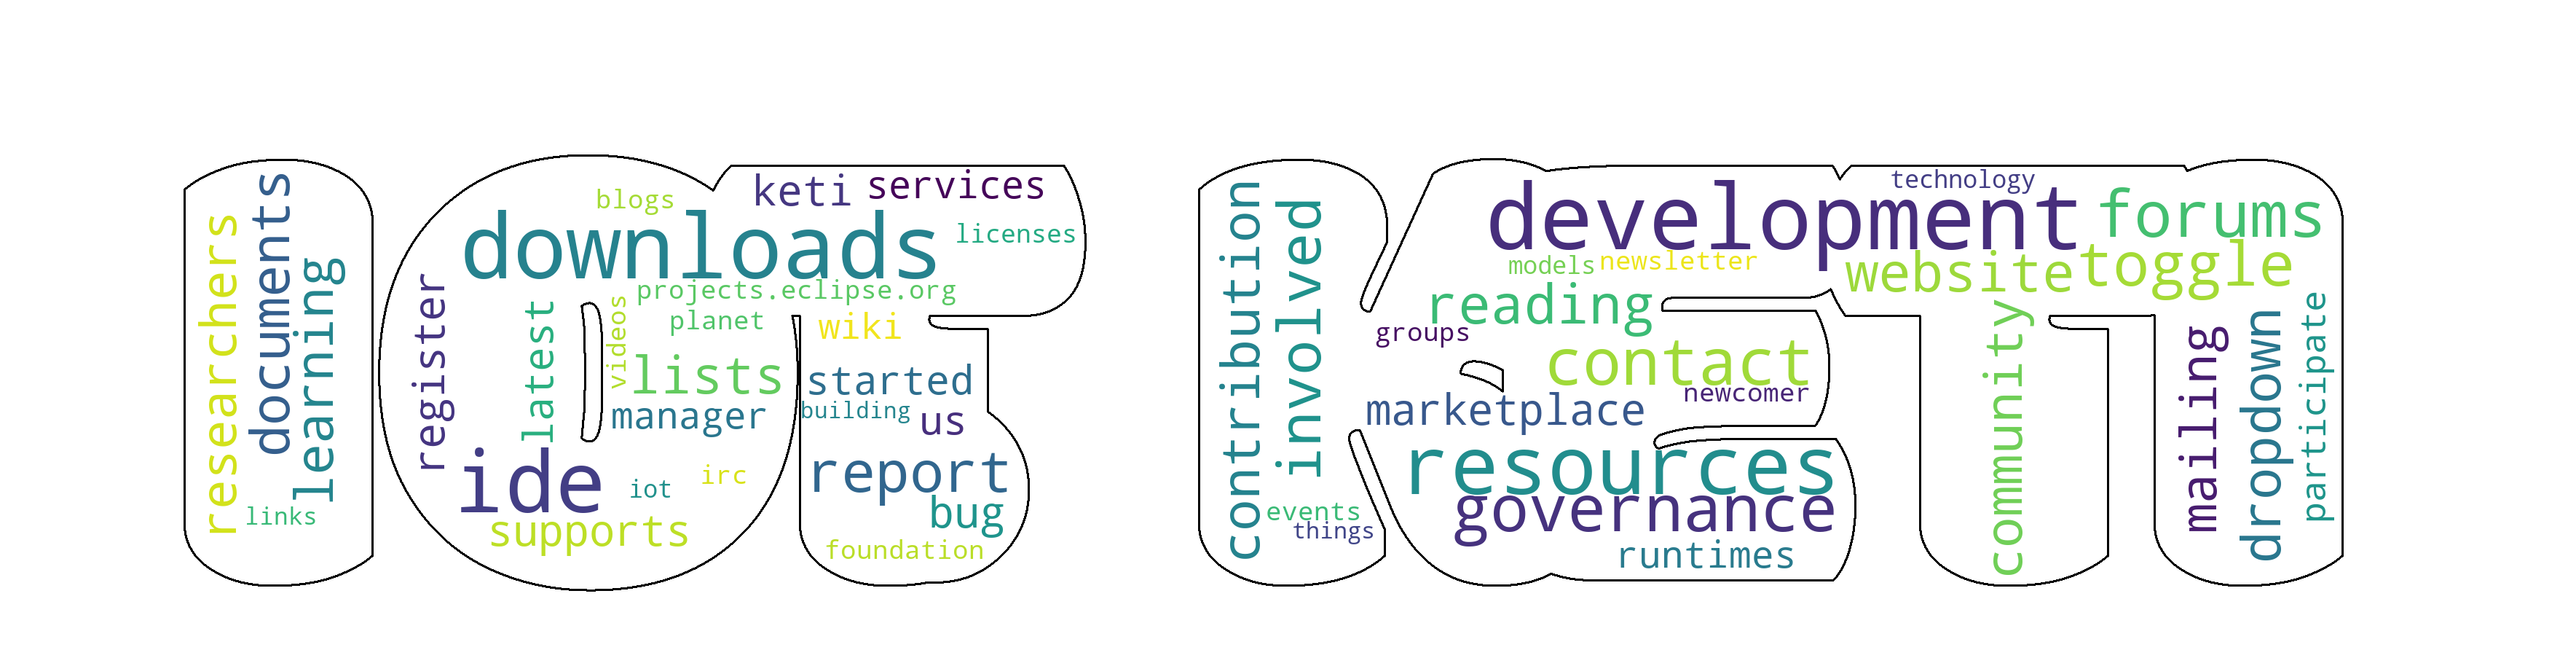 researchers
documents
learning
links
blogs
keti
services
downloads
licenses
register
latest
videos
projects.eclipse.org
planet
wiki
lists
started
manager
building
us
ide
iot
irc
report
supports
bug
foundation
contribution
involved
events
things
development
technology
forums
models
newsletter
website
toggle
reading
groups
contact
newcomer
marketplace
resources
governance
runtimes
community
mailing
dropdown
participate